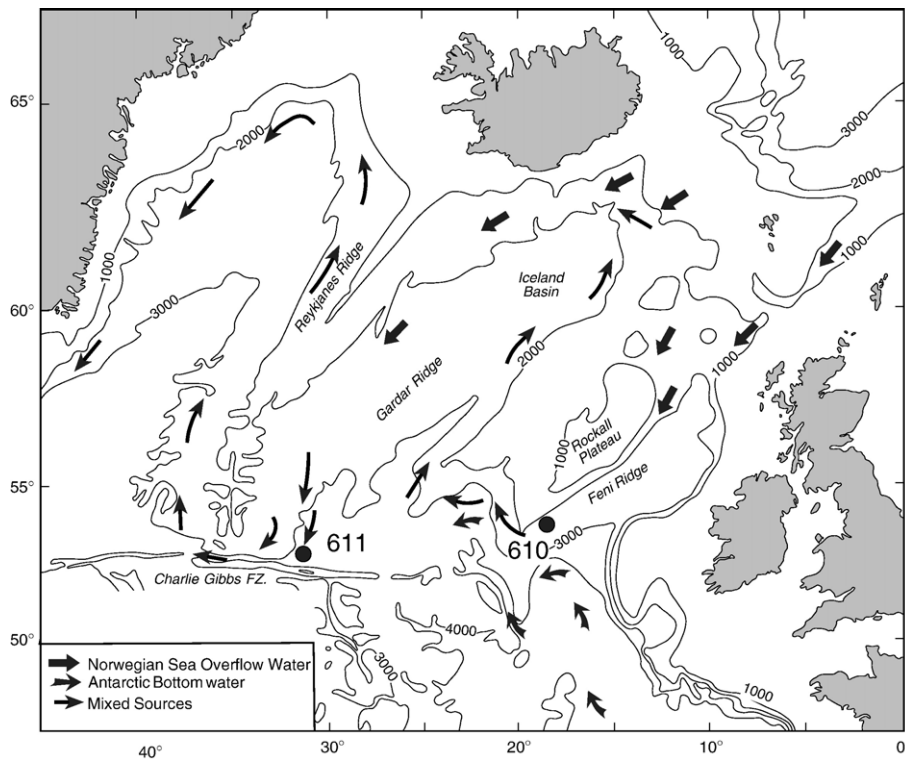 1000
65°
2000
3000
2000
1000
1000
3000
Reykjanes Ridge
Iceland
Basin
60°
2000
1000
Gardar Ridge
Rockall
Plateau
1000
Feni Ridge
55°
611
610
3000
Charlie Gibbs FZ.
4000
50°
3000
1000
Norwegian Sea Overflow Water
Antarctic Bottom water
Mixed Sources
40°
30°
20°
10°
0